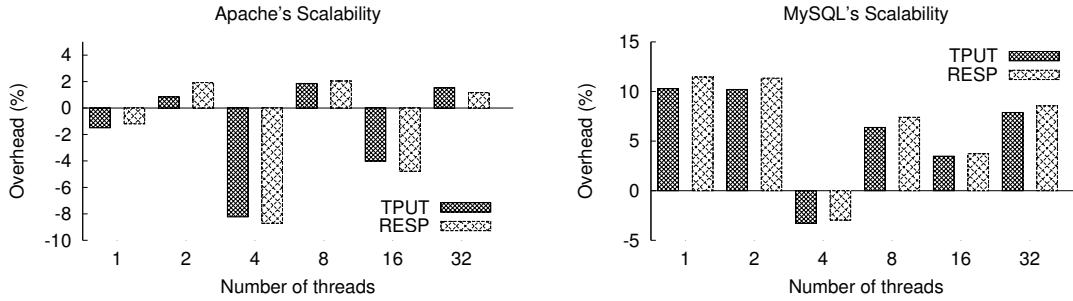 Apache's Scalability
Overhead (%)
4
2
0
-2
-4
-6
-8
-10
TPUT
RESP
1 2 4 8 16 32
Number of threads
MySQL's Scalability
Overhead (%)
15
10
5
0
-5
TPUT
RESP
1 2 4 8 16 32
Number of threads